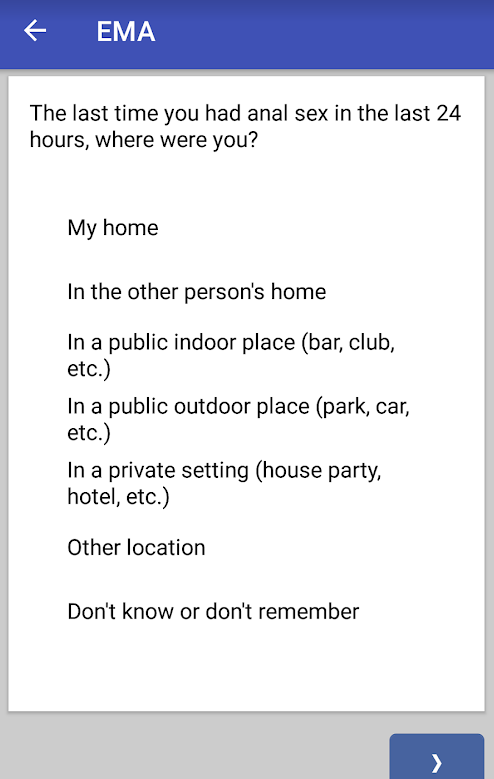 EMA
The last time you had anal sex in the last 24
hours, where were you?
My home
In the other person's home
In a public indoor place (bar, club,
etc.)
In a public outdoor place (park, car,
etc.)
In a private setting (house party,
hotel, etc.)
Other location
Don't know or don't remember